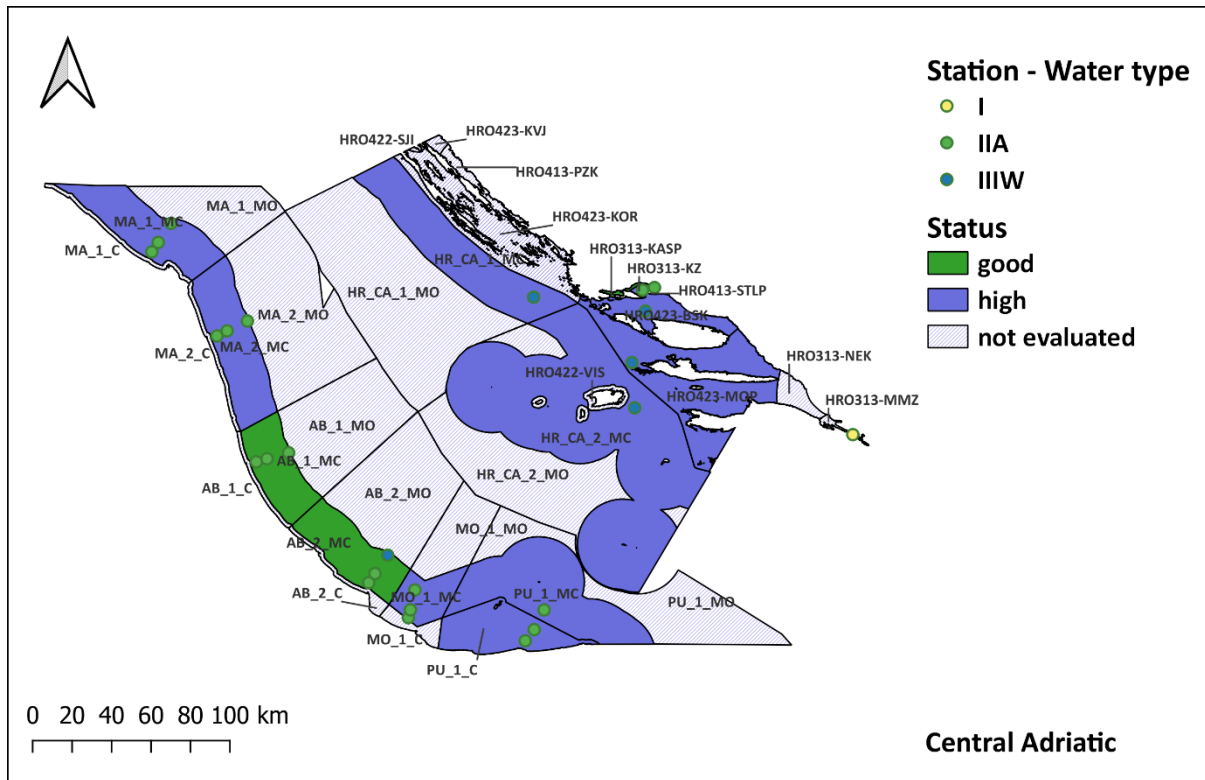 Station - Water type
I
IIA
IIIW
Status
good
high
not evaluated
HRO423-KVJ
HRO422-SJI
HRO413-PZK
MA_1_MO
HRO423-KOR
MA_1_MC
MA_1_C
HRO313-KASP
HR_CA_1_MC
HRO313-KZ
HR_CA_1_MO
HRO413-STLP
MA_2_MO
HRO423-BSK
MA_2_MC
MA_2_C
HRO313-NEK
HRO422-VIS
HRO423-MOP
HRO313-MMZ
AB_1_MO
HR_CA_2_MC
AB_1_MC
HR_CA_2_MO
AB_1_C
AB_2_MO
MO_1_MO
AB_2_MC
AB_2_C
MO_1_MC
PU_1_MC
PU_1_MO
MO_1_C
PU_1_C
0 20 40 60 80 100 km
Central Adriatic